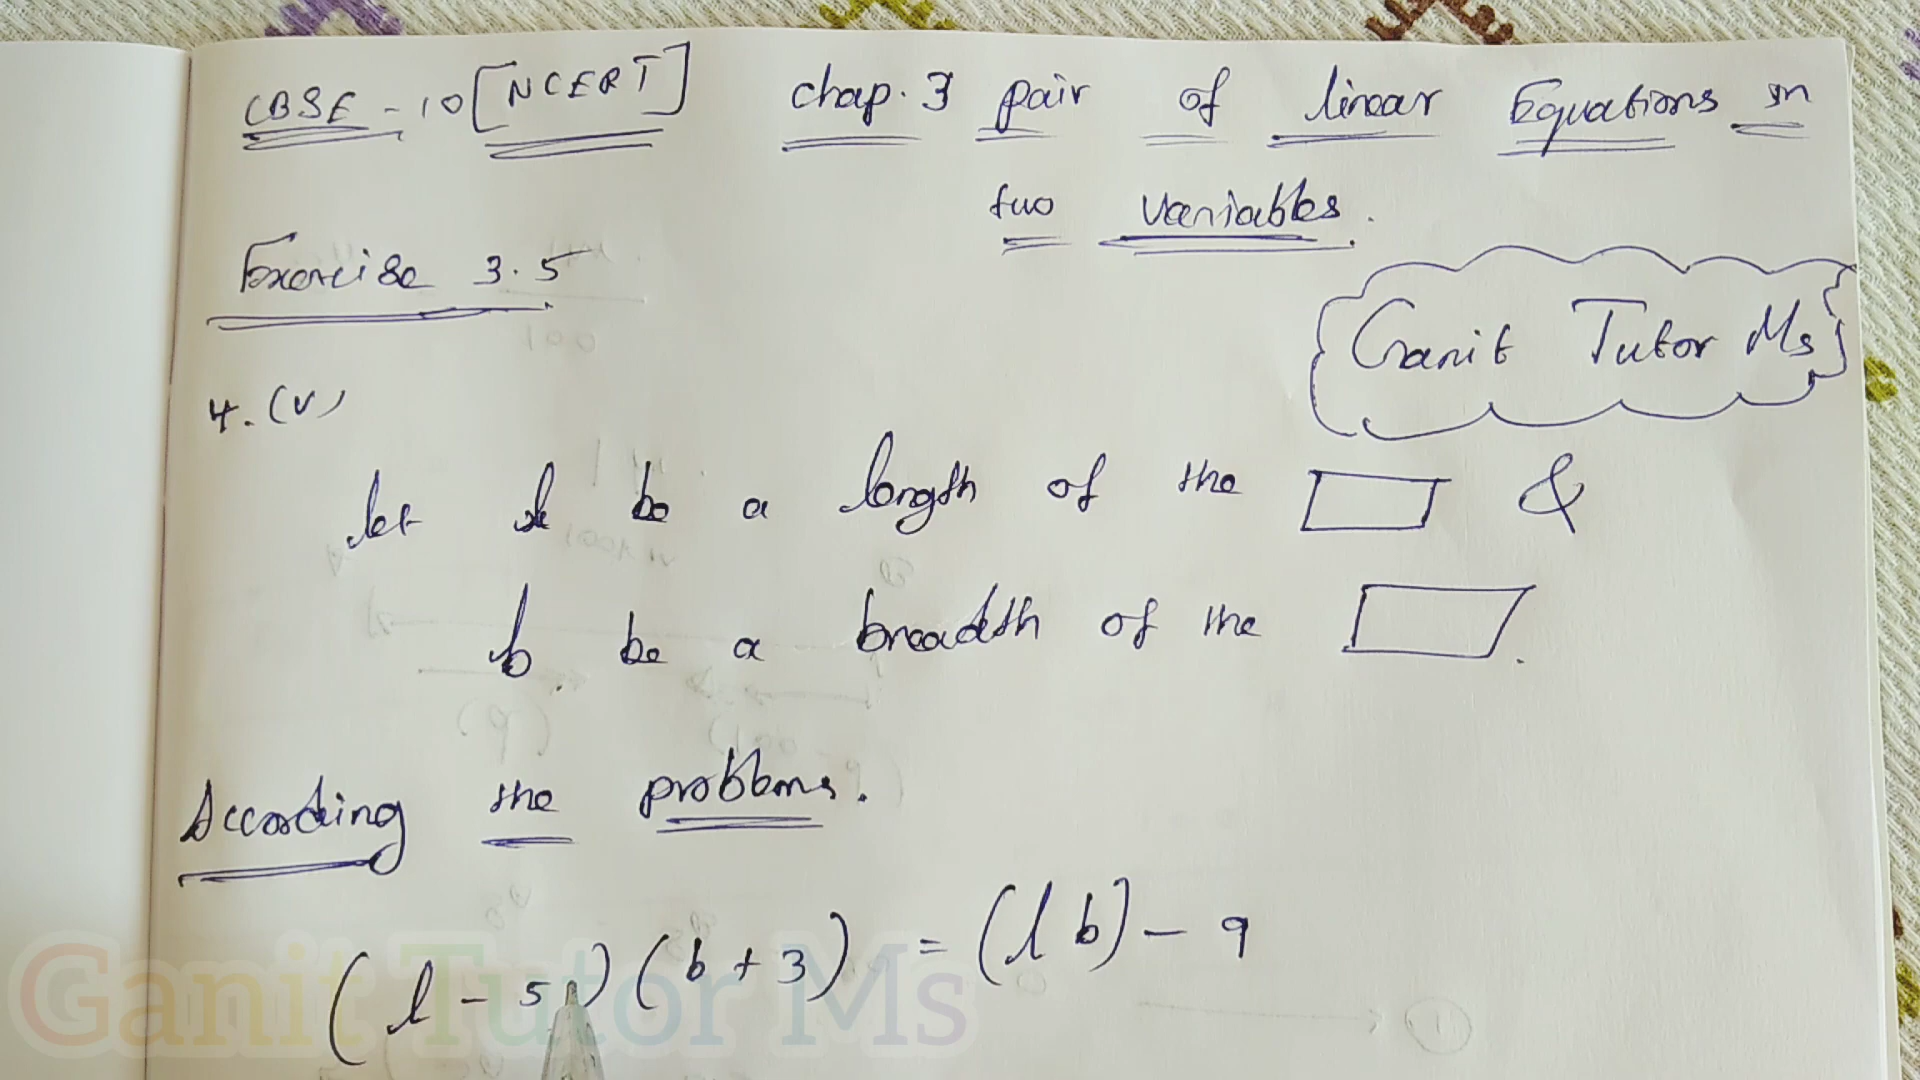 CBSE - 10 [NCERT] chap. 3 pair of linear Equations in
two variables.
Exercise 3.5
Ganit Tutor Ms
4. (v)
let l be a length of the &
b be a breadth of the .
According the problems.
(l - 5) (b + 3) = (l b) - 9
Ganit Tutor Ms